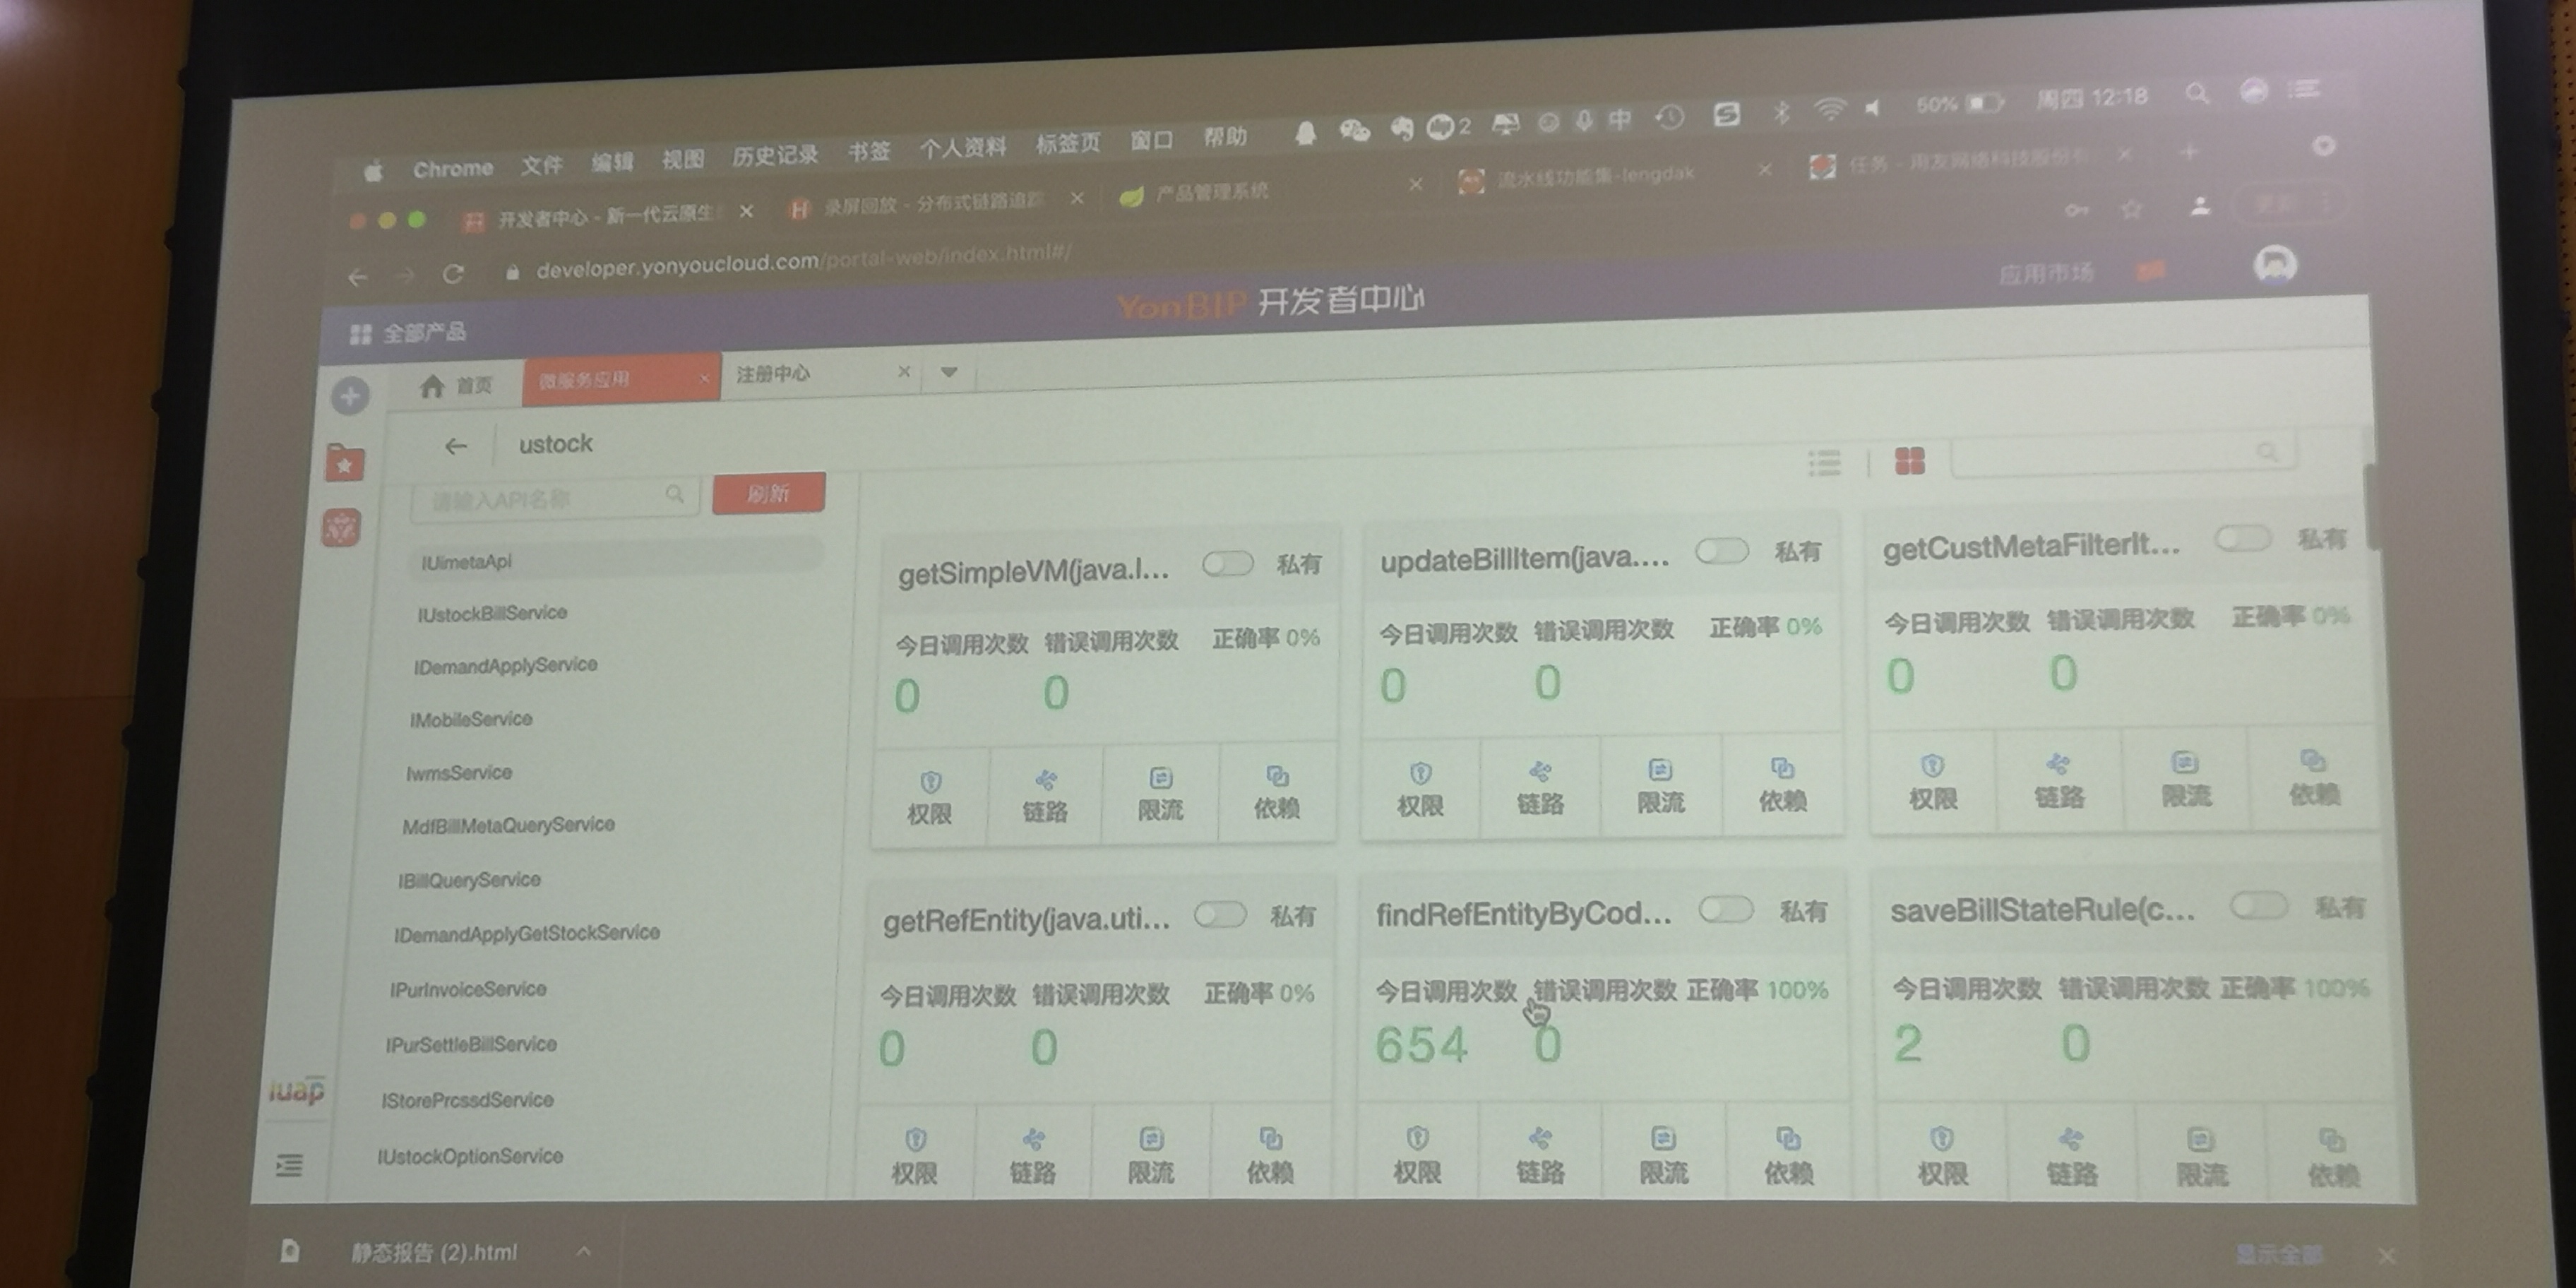 Chrome 文件 编辑 视图 历史记录 书签 个人资料 标签页 窗口 帮助 2 中 50% 周四 12:18
开发者中心 - 新一代云原生 录屏回放 - 分布式链路追踪 产品管理系统 流水线功能集-lengdak 任务 - 用友网络科技股份有
developer.yonyoucloud.com/portal-web/index.html#/ 更新
全部产品 YonBIP 开发者中心 应用市场
首页 微服务应用 注册中心
ustock
请输入API名称 刷新
IUimetaApi
IUstockBillService
IDemandApplyService
IMobileService
IwmsService
MdfBillMetaQueryService
IBillQueryService
IDemandApplyGetStockService
IPurInvoiceService
IPurSettleBillService
IStorePrcssdService
IUstockOptionService
iuap
getSimpleVM(java.l... 私有
今日调用次数 错误调用次数 正确率 0%
0 0
权限 链路 限流 依赖
updateBillItem(java.... 私有
今日调用次数 错误调用次数 正确率 0%
0 0
权限 链路 限流 依赖
getCustMetaFilterIt... 私有
今日调用次数 错误调用次数 正确率 0%
0 0
权限 链路 限流 依赖
getRefEntity(java.uti... 私有
今日调用次数 错误调用次数 正确率 0%
0 0
权限 链路 限流 依赖
findRefEntityByCod... 私有
今日调用次数 错误调用次数 正确率 100%
654 0
权限 链路 限流 依赖
saveBillStateRule(c... 私有
今日调用次数 错误调用次数 正确率 100%
2 0
权限 链路 限流 依赖
静态报告 (2).html 显示全部